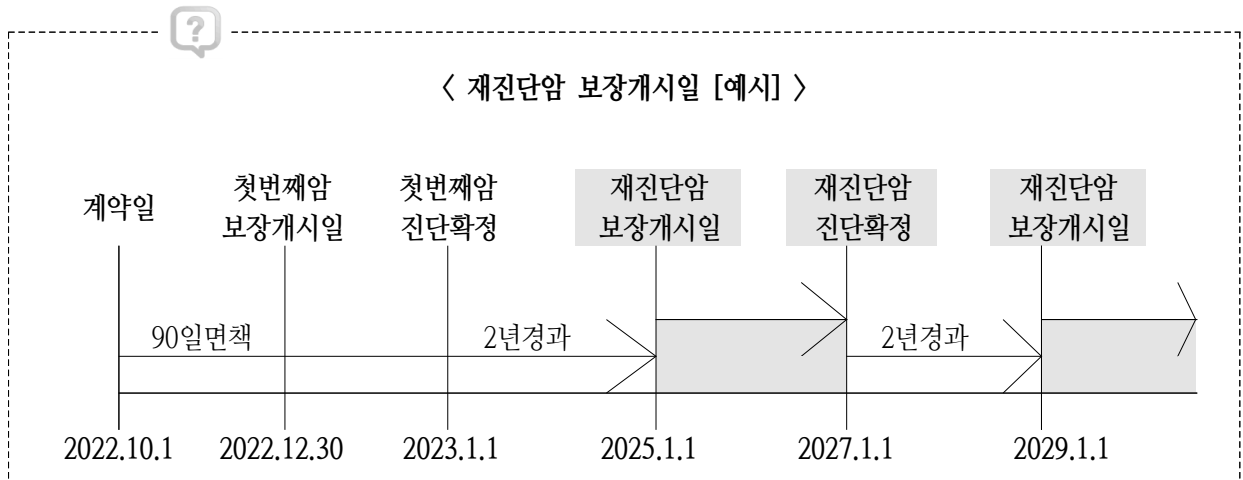 ?
〈 재진단암 보장개시일 [예시] 〉
계약일
첫번째암
보장개시일
첫번째암
진단확정
재진단암
보장개시일
재진단암
진단확정
재진단암
보장개시일
90일면책
2년경과
2년경과
2022.10.1
2022.12.30
2023.1.1
2025.1.1
2027.1.1
2029.1.1